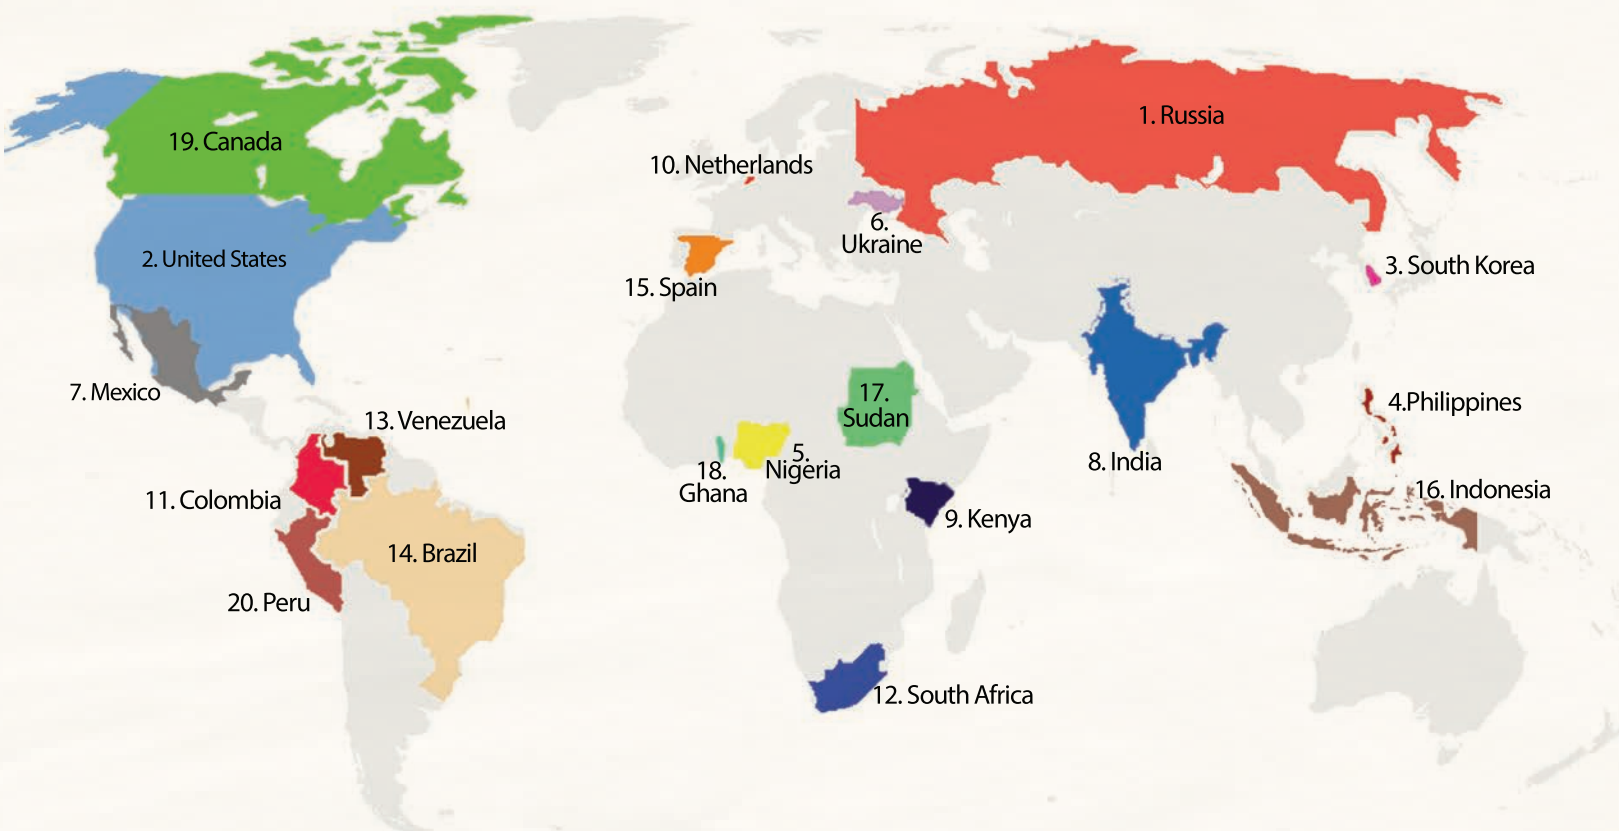 1. Russia
19. Canada
10. Netherlands
6.
Ukraine
2. United States
3. South Korea
15. Spain
7. Mexico
17.
Sudan
4.Philippines
13. Venezuela
5.
Nigeria
8. India
18.
Ghana
16. Indonesia
11. Colombia
9. Kenya
14. Brazil
20. Peru
12. South Africa